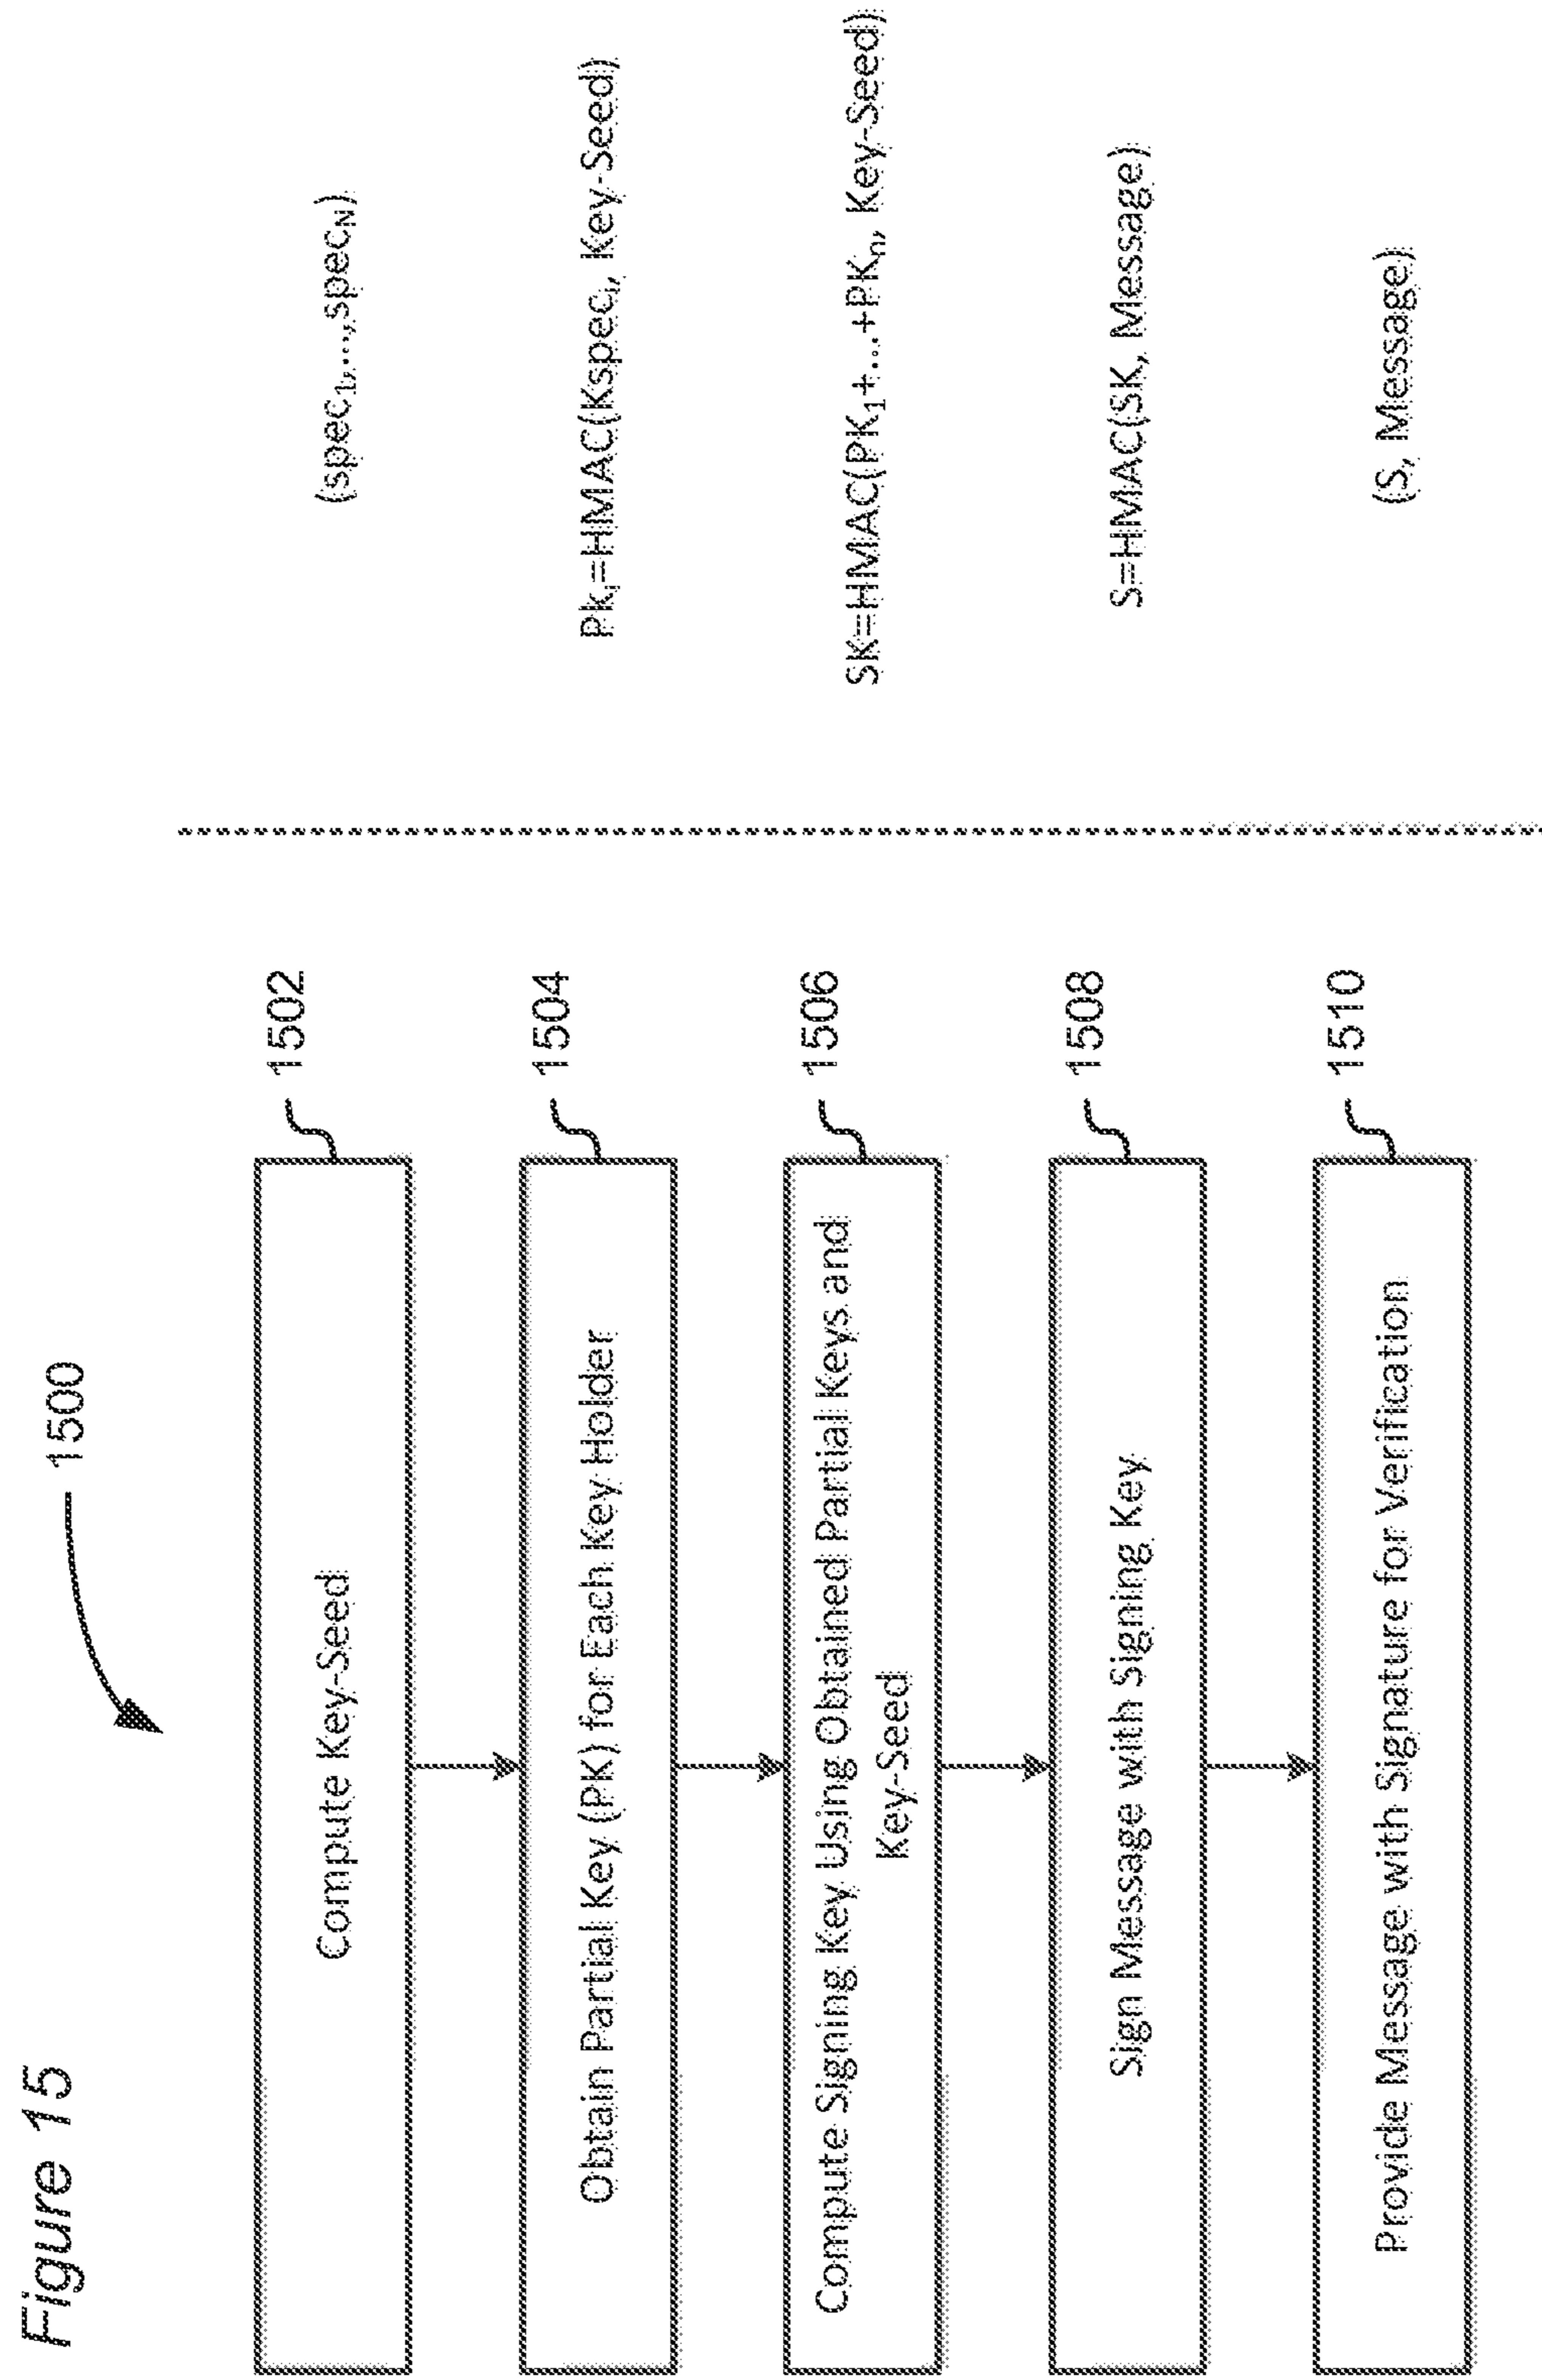 Figure 15
1500
Compute Key-Seed
1502
(spec₁,...,specN)
Obtain Partial Key (PK) for Each Key Holder
1504
Pkᵢ=HMAC(Kspecᵢ, Key-Seed)
Compute Signing Key Using Obtained Partial Keys and
Key-Seed
1506
SK=HMAC(PK₁+...+PKₙ, Key-Seed)
Sign Message with Signing Key
1508
S=HMAC(SK, Message)
Provide Message with Signature for Verification
1510
(S, Message)